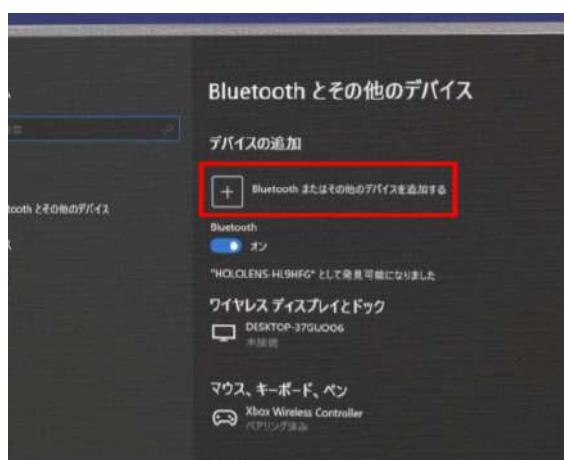 Bluetooth とその他のデバイス
デバイスの追加
Bluetooth またはその他のデバイスを追加する
tooth とその他のデバイス
Bluetooth
オン
"HOLOLENS-HL9HFG" として発見可能になりました
ワイヤレス ディスプレイとドック
DESKTOP-37GUO06
未接続
マウス、キーボード、ペン
Xbox Wireless Controller
ペアリング済み